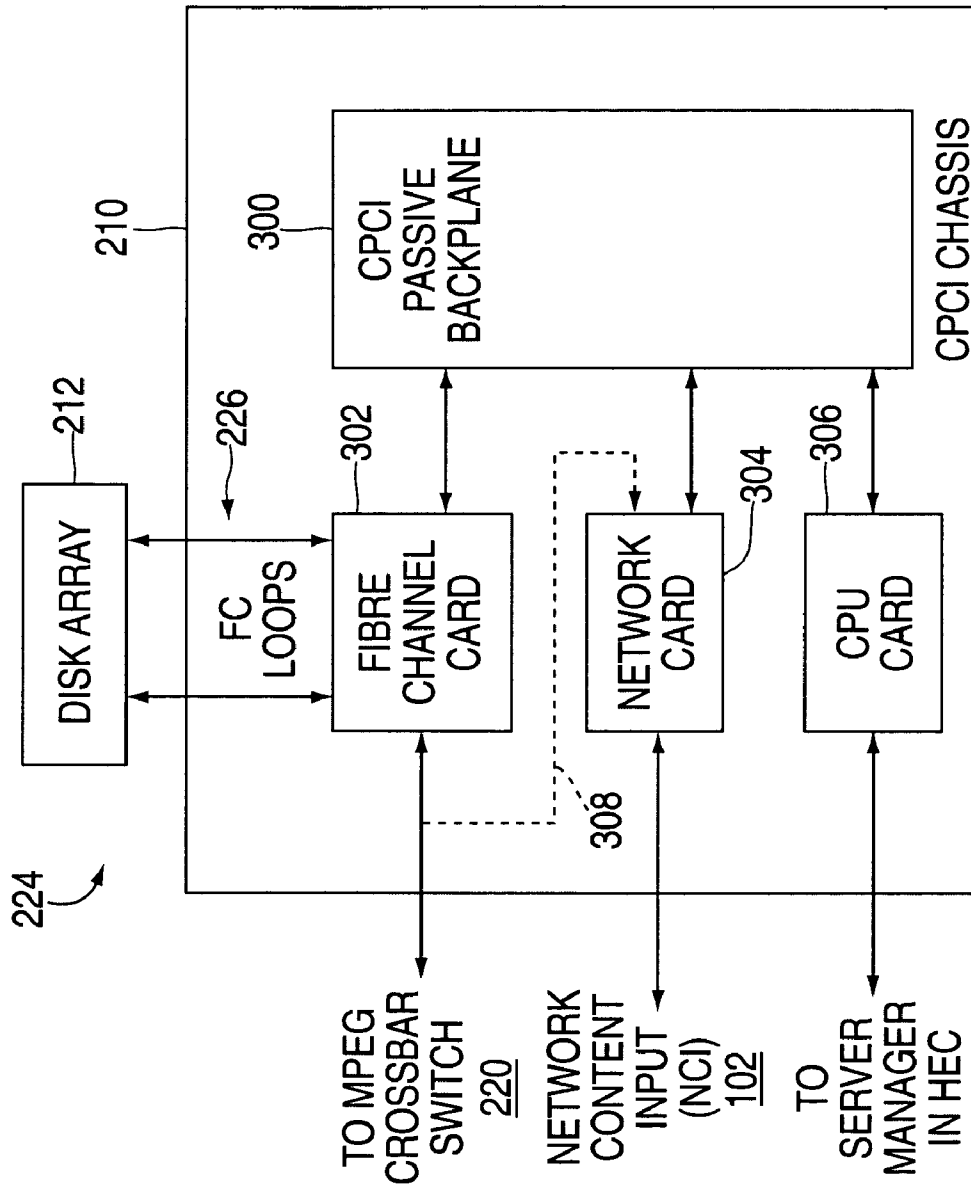 224
DISK ARRAY
212
210
FC
LOOPS
226
TO MPEG
CROSSBAR
SWITCH
220
FIBRE
CHANNEL
CARD
302
CPCI
PASSIVE
BACKPLANE
300
308
NETWORK
CONTENT
INPUT
(NCI)
102
NETWORK
CARD
304
TO
SERVER
MANAGER
IN HEC
CPU
CARD
306
CPCI CHASSIS